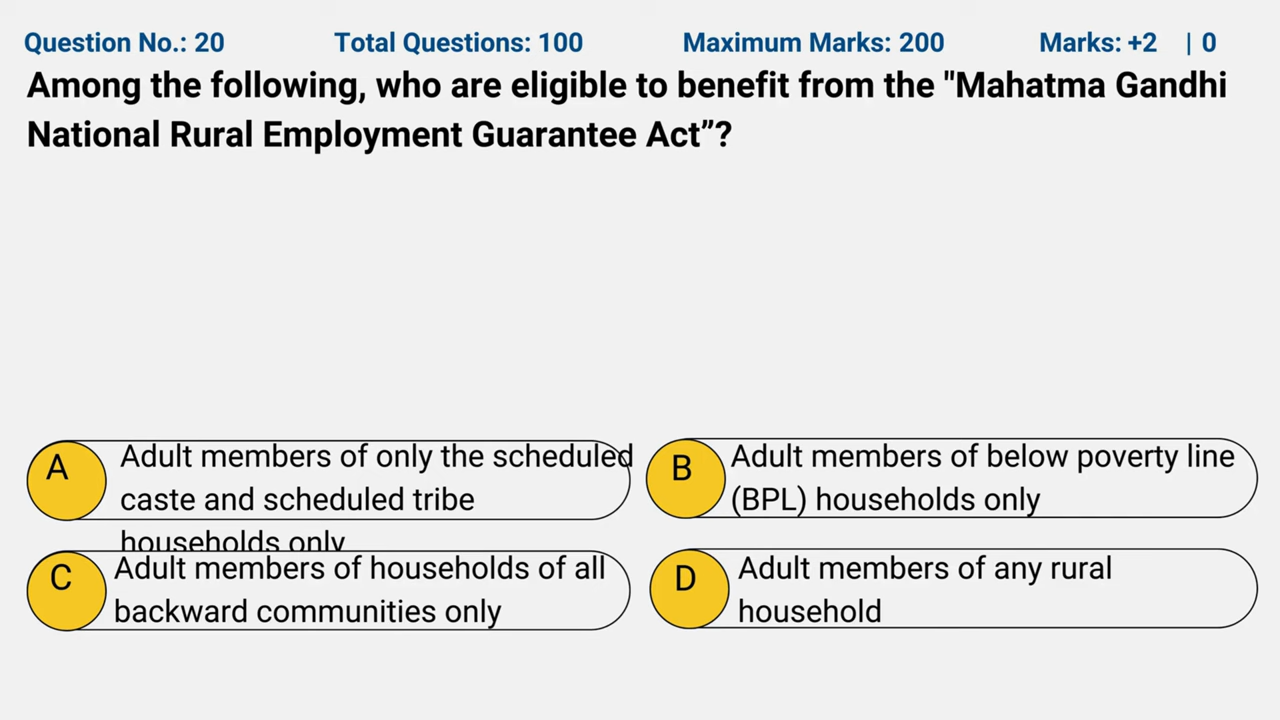 Question No.: 20 Total Questions: 100 Maximum Marks: 200 Marks: +2 | 0
Among the following, who are eligible to benefit from the "Mahatma Gandhi
National Rural Employment Guarantee Act”?
A Adult members of only the scheduled
caste and scheduled tribe
households only
B Adult members of below poverty line
(BPL) households only
C Adult members of households of all
backward communities only
D Adult members of any rural
household